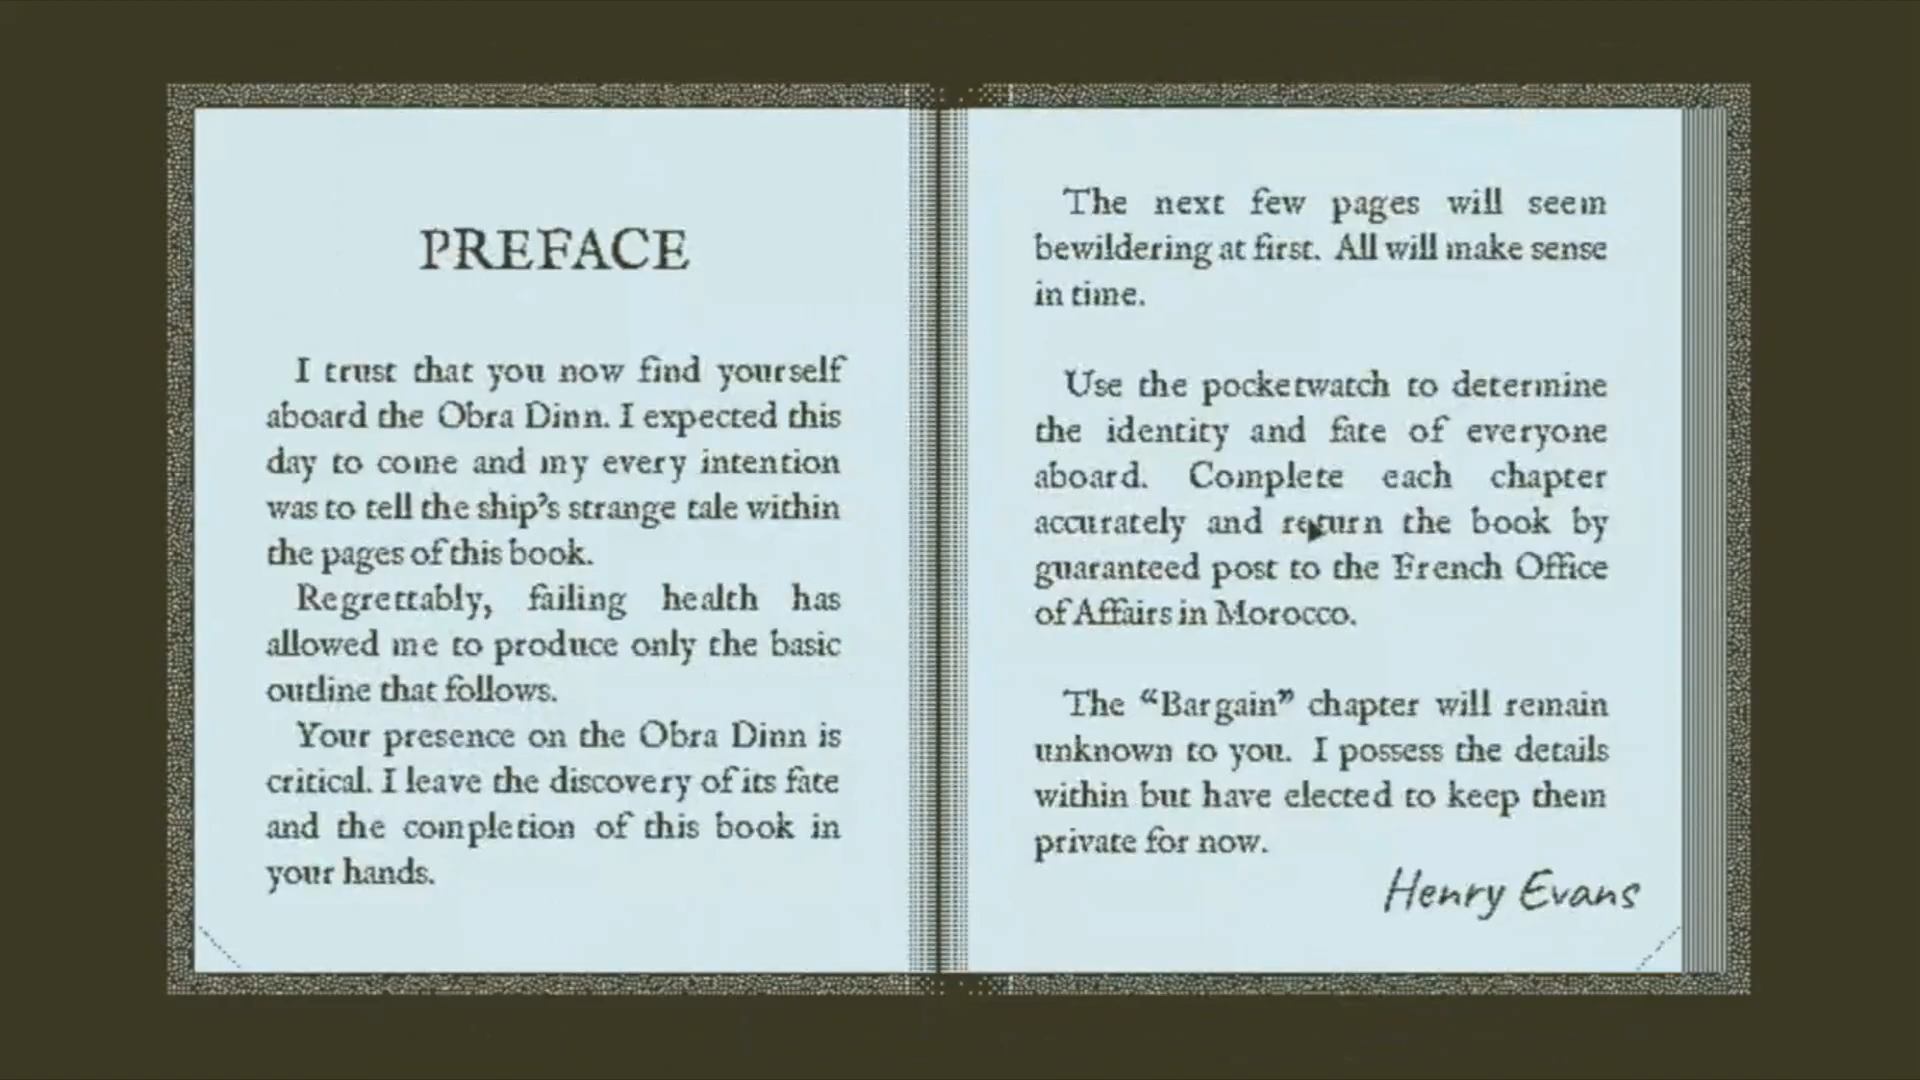 PREFACE
I trust that you now find yourself
aboard the Obra Dinn. I expected this
day to come and my every intention
was to tell the ship's strange tale within
the pages of this book.
Regrettably, failing health has
allowed me to produce only the basic
outline that follows.
Your presence on the Obra Dinn is
critical. I leave the discovery of its fate
and the completion of this book in
your hands.
The next few pages will seem
bewildering at first. All will make sense
in time.
Use the pocketwatch to determine
the identity and fate of everyone
aboard. Complete each chapter
accurately and return the book by
guaranteed post to the French Office
of Affairs in Morocco.
The “Bargain” chapter will remain
unknown to you. I possess the details
within but have elected to keep them
private for now.
Henry Evans